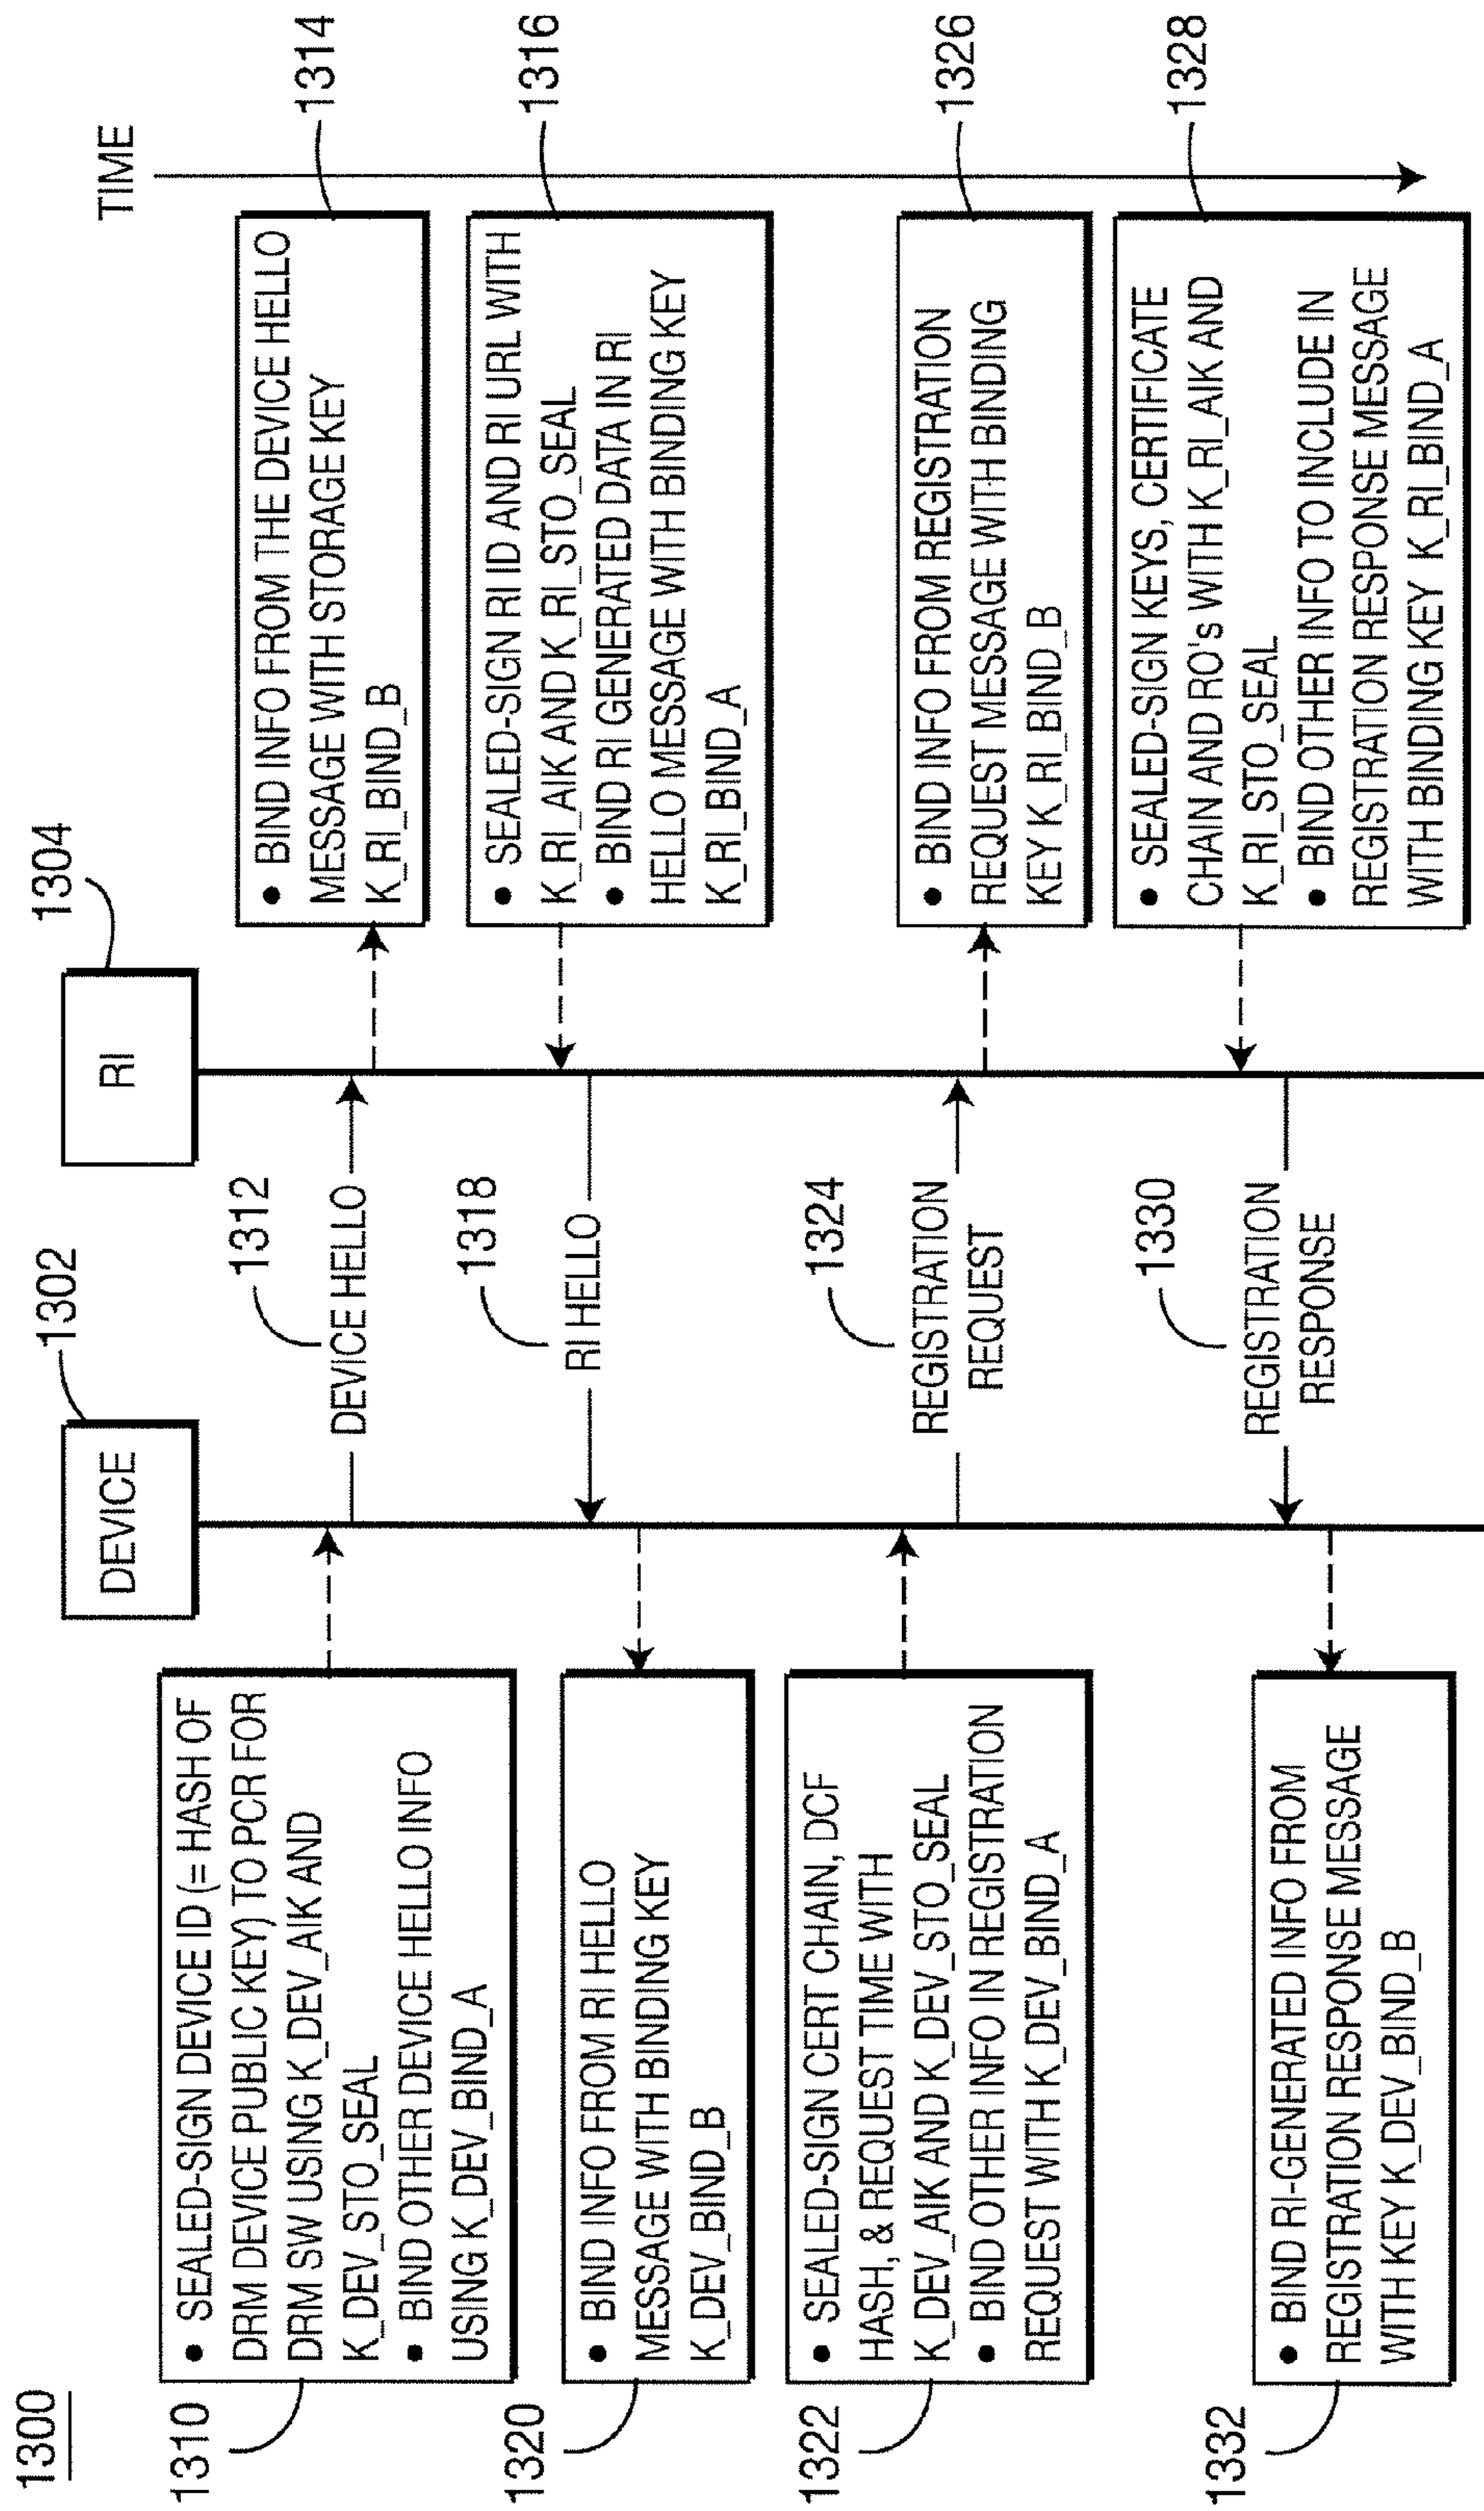 1300
1302
1304
DEVICE
RI
TIME
1310
● SEALED-SIGN DEVICE ID (= HASH OF
DRM DEVICE PUBLIC KEY) TO PCR FOR
DRM SW USING K_DEV_AIK AND
K_DEV_STO_SEAL
● BIND OTHER DEVICE HELLO INFO
USING K_DEV_BIND_A
1312
DEVICE HELLO
1314
● BIND INFO FROM THE DEVICE HELLO
MESSAGE WITH STORAGE KEY
K_RI_BIND_B
1316
● SEALED-SIGN RI ID AND RI URL WITH
K_RI_AIK AND K_RI_STO_SEAL
● BIND RI GENERATED DATA IN RI
HELLO MESSAGE WITH BINDING KEY
K_RI_BIND_A
1318
RI HELLO
1320
● BIND INFO FROM RI HELLO
MESSAGE WITH BINDING KEY
K_DEV_BIND_B
1322
● SEALED-SIGN CERT CHAIN, DCF
HASH, & REQUEST TIME WITH
K_DEV_AIK AND K_DEV_STO_SEAL
● BIND OTHER INFO IN REGISTRATION
REQUEST WITH K_DEV_BIND_A
1324
REGISTRATION
REQUEST
1326
● BIND INFO FROM REGISTRATION
REQUEST MESSAGE WITH BINDING
KEY K_RI_BIND_B
1328
● SEALED-SIGN KEYS, CERTIFICATE
CHAIN AND RO's WITH K_RI_AIK AND
K_RI_STO_SEAL
● BIND OTHER INFO TO INCLUDE IN
REGISTRATION RESPONSE MESSAGE
WITH BINDING KEY K_RI_BIND_A
1330
REGISTRATION
RESPONSE
1332
● BIND RI-GENERATED INFO FROM
REGISTRATION RESPONSE MESSAGE
WITH KEY K_DEV_BIND_B